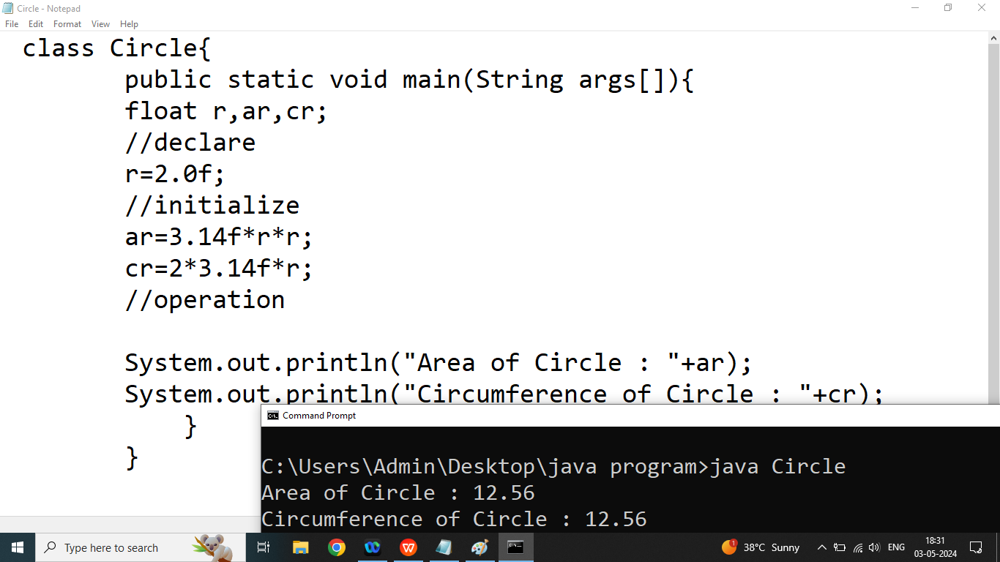 Circle - Notepad
File Edit Format View Help
class Circle{
public static void main(String args[]){
float r,ar,cr;
//declare
r=2.0f;
//initialize
ar=3.14f*r*r;
cr=2*3.14f*r;
//operation
System.out.println("Area of Circle : "+ar);
System.out.println("Circumference of Circle : "+cr);
}
}
Command Prompt
C:\Users\Admin\Desktop\java program>java Circle
Area of Circle : 12.56
Circumference of Circle : 12.56
Type here to search
1
38°C Sunny
ENG
18:31
03-05-2024